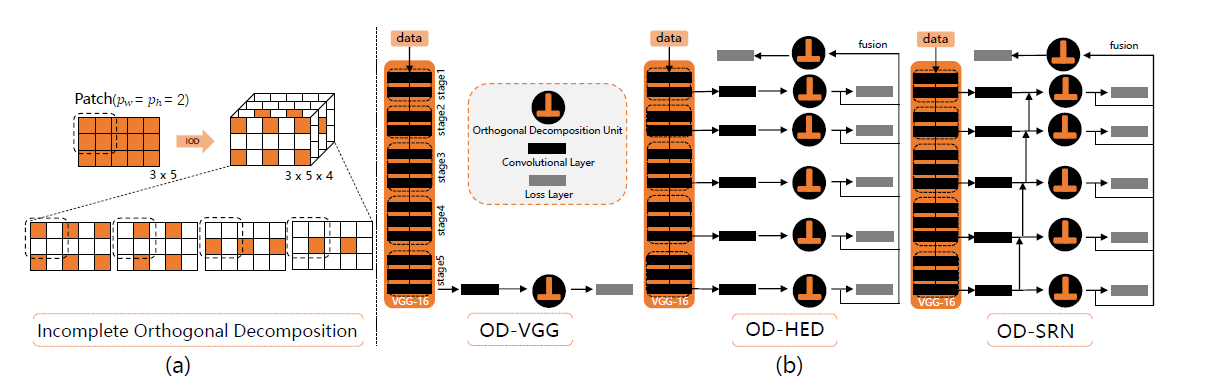 Patch(pw = ph = 2)
IOD
3 x 5
3 x 5 x 4
Incomplete Orthogonal Decomposition
(a)
data
stage1
stage2
stage3
stage4
stage5
VGG-16
Orthogonal Decomposition Unit
Convolutional Layer
Loss Layer
OD-VGG
data
fusion
VGG-16
OD-HED
(b)
data
fusion
VGG-16
OD-SRN